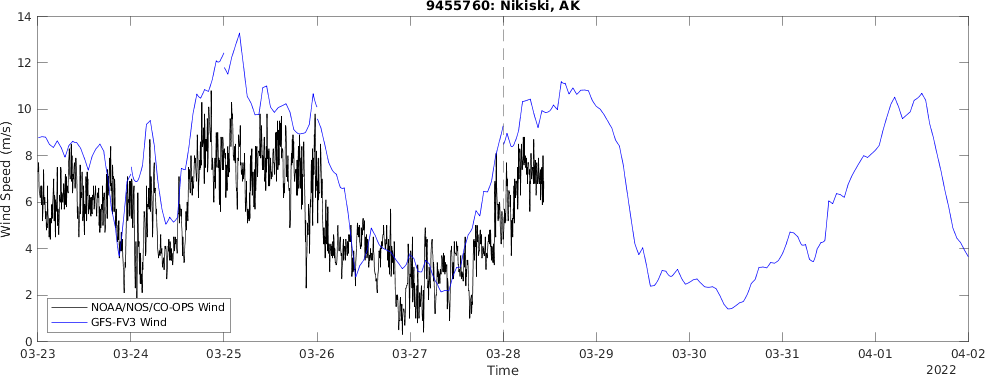 9455760: Nikiski, AK
Wind Speed (m/s)
14
12
10
8
6
4
2
0
NOAA/NOS/CO-OPS Wind
GFS-FV3 Wind
03-23 03-24 03-25 03-26 03-27 03-28 03-29 03-30 03-31 04-01 04-02
Time
2022